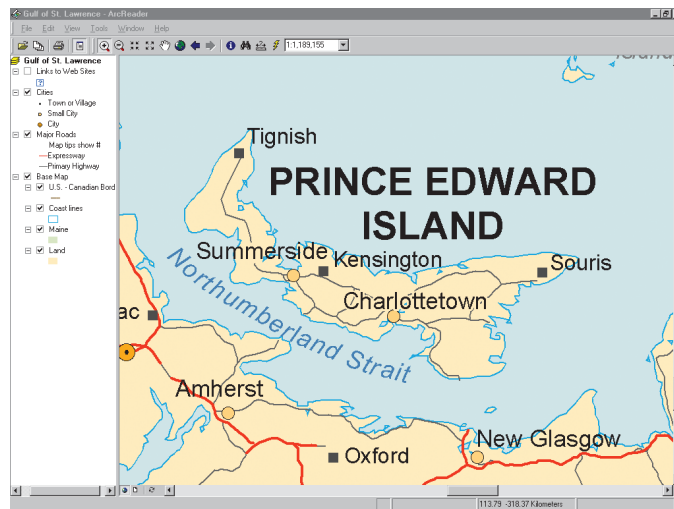 Gulf of St. Lawrence - ArcReader
File Edit View Tools Window Help
1:1,189,155
Gulf of St. Lawrence
Links to Web Sites
Cities
Town or Village
Small City
City
Major Roads
Map tips show #
Expressway
Primary Highway
Base Map
U.S. - Canadian Bord
Coast lines
Maine
Land
Island
Tignish
PRINCE EDWARD
ISLAND
Summerside
Kensington
Souris
Charlottetown
Northumberland Strait
ac
Amherst
New Glasgow
Oxford
113.79 -318.37 Kilometers